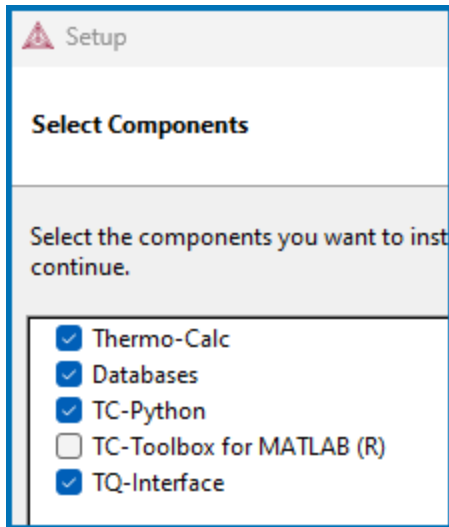 Setup
Select Components
Select the components you want to inst
continue.
Thermo-Calc
Databases
TC-Python
TC-Toolbox for MATLAB (R)
TQ-Interface